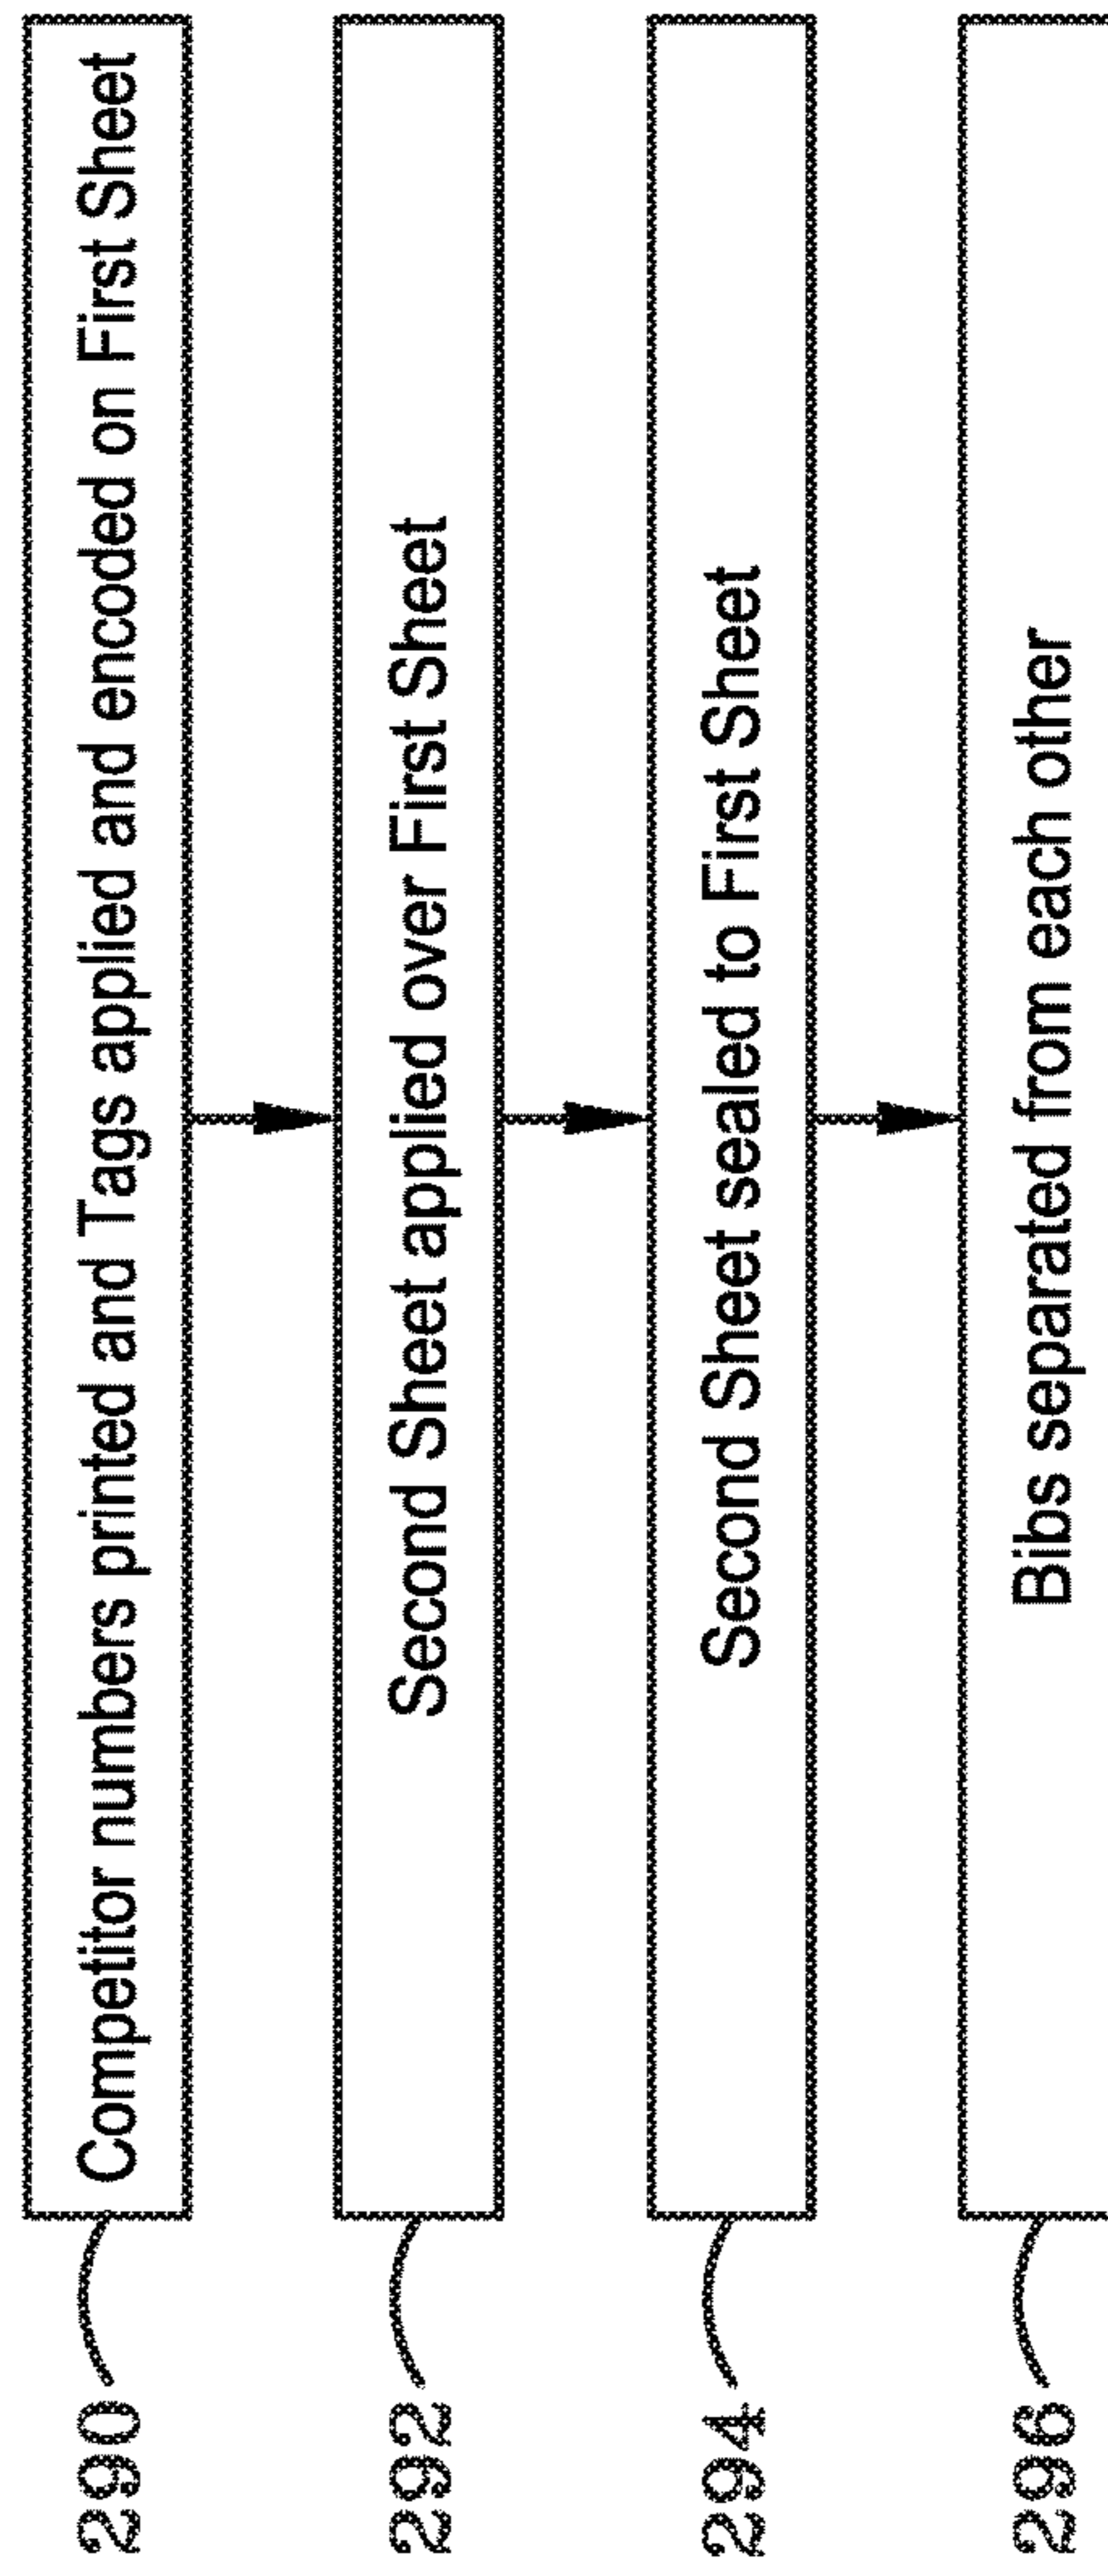 290 Competitor numbers printed and Tags applied and encoded on First Sheet
292 Second Sheet applied over First Sheet
294 Second Sheet sealed to First Sheet
296 Bibs separated from each other